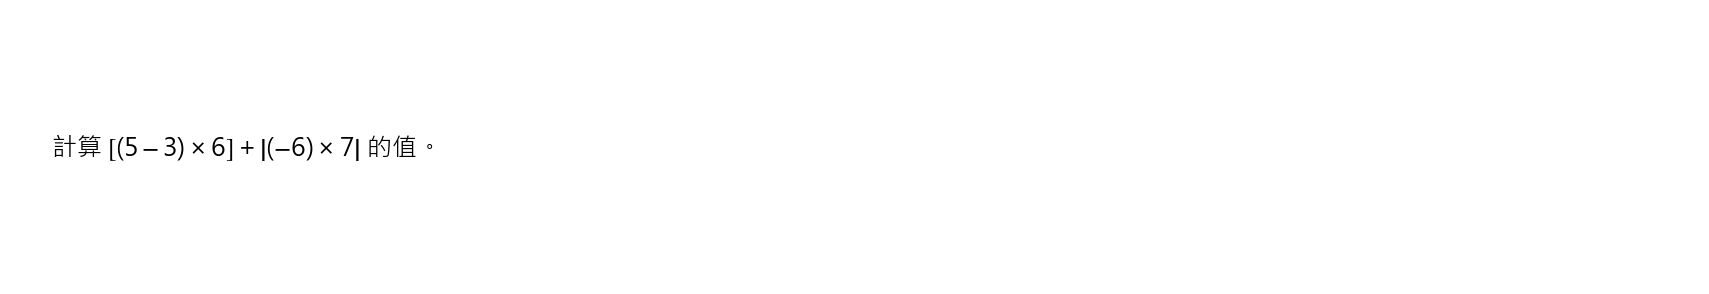 計算 [(5 – 3) × 6] + |(–6) × 7| 的值。